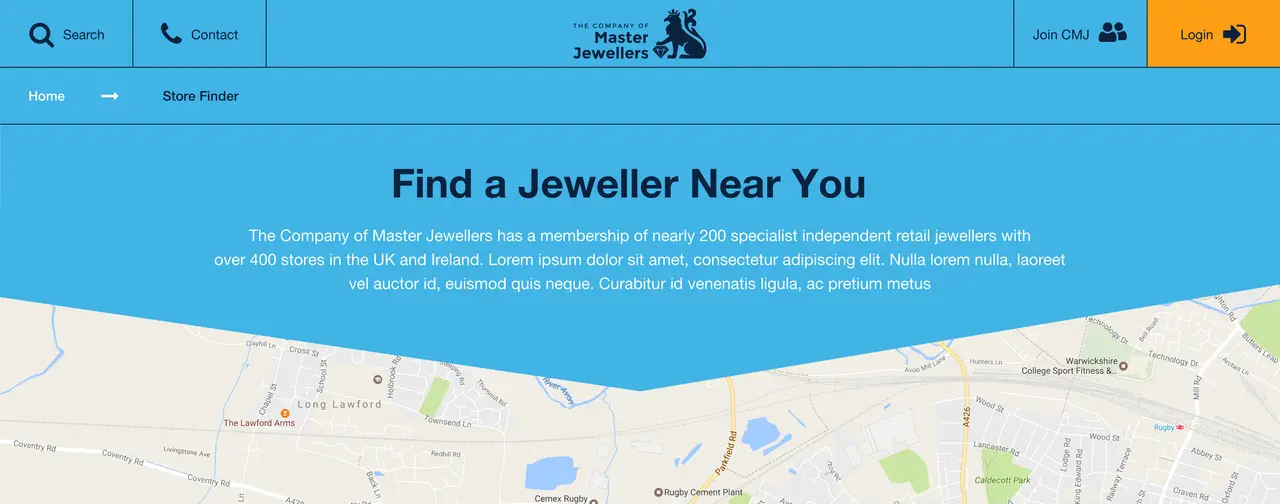 Search
Contact
THE COMPANY OF
Master
Jewellers
Join CMJ
Login
Home
Store Finder
Find a Jeweller Near You
The Company of Master Jewellers has a membership of nearly 200 specialist independent retail jewellers with
over 400 stores in the UK and Ireland. Lorem ipsum dolor sit amet, consectetur adipiscing elit. Nulla lorem nulla, laoreet
vel auctor id, euismod quis neque. Curabitur id venenatis ligula, ac pretium metus
Clayhill Ln
Cross St
School St
Holbrook Rd
Thurnmill Rd
Chapel St
Long Lawford
The Lawford Arms
Townsend Ln
River Avon
Coventry Rd
Coventry Rd
Coventry Rd
Livingstone Ave
Redhill Rd
Bilton Ln
Cemex Rugby
Rugby Cement Plant
Parkfield Rd
Avon Mill Lane
Hunters Ln
A426
Wood St
Lancaster Rd
Caldecott Park
Warwickshire
College Sport Fitness &...
Technology Dr
Technology Dr
Bell Road
Butlers Leap
Arches Ln
Mill Rd
Rugby
Wood St
Abbey St
Lodge Rd
Railway Terrace
Craven Rd
A426